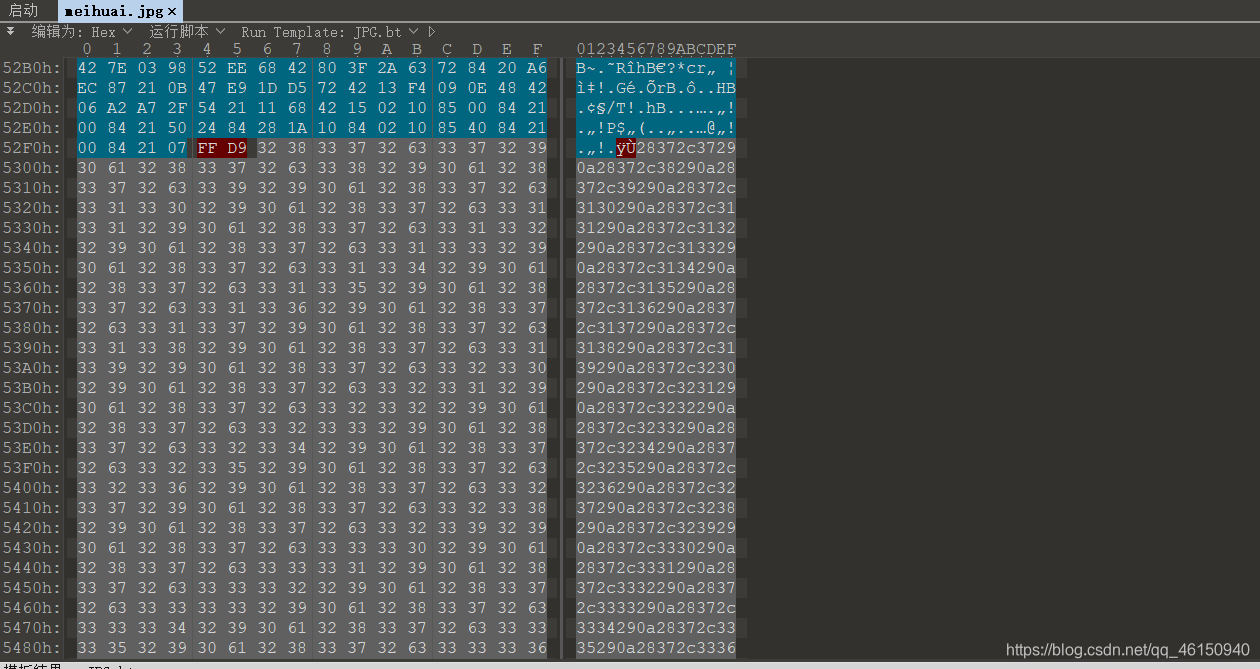 启动 meihuai.jpg ×
编辑为: Hex 运行脚本 Run Template: JPG.bt
0 1 2 3 4 5 6 7 8 9 A B C D E F 0123456789ABCDEF
52B0h: 42 7E 03 98 52 EE 68 42 80 3F 2A 63 72 84 20 A6 B~.˜RîhB€?*cr„ ¦
52C0h: EC 87 21 0B 47 E9 1D D5 72 42 13 F4 09 0E 48 42 ì‡!.Gé.ÕrB.ô..HB
52D0h: 06 A2 A7 2F 54 21 11 68 42 15 02 10 85 00 84 21 .¢§/T!.hB...….„!
52E0h: 00 84 21 50 24 84 28 1A 10 84 02 10 85 40 84 21 .„!P$„(..„..…@„!
52F0h: 00 84 21 07 FF D9 32 38 33 37 32 63 33 37 32 39 .„!.ÿÙ28372c3729
5300h: 30 61 32 38 33 37 32 63 33 38 32 39 30 61 32 38 0a28372c38290a28
5310h: 33 37 32 63 33 39 32 39 30 61 32 38 33 37 32 63 372c39290a28372c
5320h: 33 31 33 30 32 39 30 61 32 38 33 37 32 63 33 31 3130290a28372c31
5330h: 33 31 32 39 30 61 32 38 33 37 32 63 33 31 33 32 31290a28372c3132
5340h: 32 39 30 61 32 38 33 37 32 63 33 31 33 33 32 39 290a28372c313329
5350h: 30 61 32 38 33 37 32 63 33 31 33 34 32 39 30 61 0a28372c3134290a
5360h: 32 38 33 37 32 63 33 31 33 35 32 39 30 61 32 38 28372c3135290a28
5370h: 33 37 32 63 33 31 33 36 32 39 30 61 32 38 33 37 372c3136290a2837
5380h: 32 63 33 31 33 37 32 39 30 61 32 38 33 37 32 63 2c3137290a28372c
5390h: 33 31 33 38 32 39 30 61 32 38 33 37 32 63 33 31 3138290a28372c31
53A0h: 33 39 32 39 30 61 32 38 33 37 32 63 33 32 33 30 39290a28372c3230
53B0h: 32 39 30 61 32 38 33 37 32 63 33 32 33 31 32 39 290a28372c323129
53C0h: 30 61 32 38 33 37 32 63 33 32 33 32 32 39 30 61 0a28372c3232290a
53D0h: 32 38 33 37 32 63 33 32 33 33 32 39 30 61 32 38 28372c3233290a28
53E0h: 33 37 32 63 33 32 33 34 32 39 30 61 32 38 33 37 372c3234290a2837
53F0h: 32 63 33 32 33 35 32 39 30 61 32 38 33 37 32 63 2c3235290a28372c
5400h: 33 32 33 36 32 39 30 61 32 38 33 37 32 63 33 32 3236290a28372c32
5410h: 33 37 32 39 30 61 32 38 33 37 32 63 33 32 33 38 37290a28372c3238
5420h: 32 39 30 61 32 38 33 37 32 63 33 32 33 39 32 39 290a28372c323929
5430h: 30 61 32 38 33 37 32 63 33 33 33 30 32 39 30 61 0a28372c3330290a
5440h: 32 38 33 37 32 63 33 33 33 31 32 39 30 61 32 38 28372c3331290a28
5450h: 33 37 32 63 33 33 33 32 32 39 30 61 32 38 33 37 372c3332290a2837
5460h: 32 63 33 33 33 33 32 39 30 61 32 38 33 37 32 63 2c3333290a28372c
5470h: 33 33 33 34 32 39 30 61 32 38 33 37 32 63 33 33 3334290a28372c33
5480h: 33 35 32 39 30 61 32 38 33 37 32 63 33 33 33 36 35290a28372c3336
https://blog.csdn.net/qq_46150940